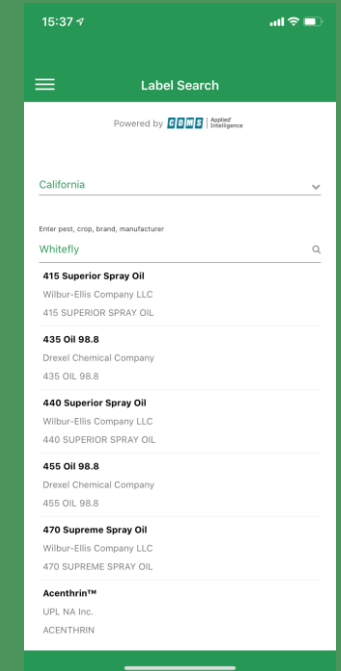 15:37
Label Search
Powered by CDMS | Applied Intelligence
California
Enter pest, crop, brand, manufacturer
Whitefly
415 Superior Spray Oil
Wilbur-Ellis Company LLC
415 SUPERIOR SPRAY OIL
435 Oil 98.8
Drexel Chemical Company
435 OIL 98.8
440 Superior Spray Oil
Wilbur-Ellis Company LLC
440 SUPERIOR SPRAY OIL
455 Oil 98.8
Drexel Chemical Company
455 OIL 98.8
470 Supreme Spray Oil
Wilbur-Ellis Company LLC
470 SUPREME SPRAY OIL
Acenthrin™
UPL NA Inc.
ACENTHRIN